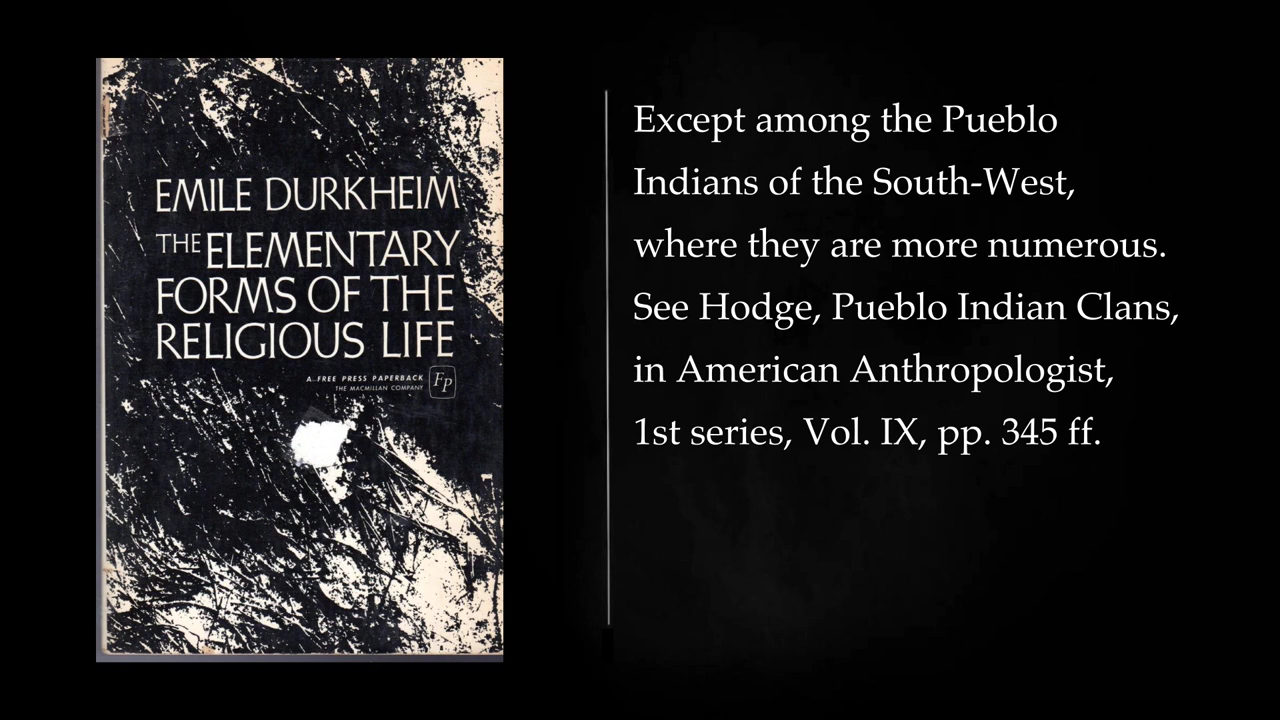 EMILE DURKHEIM
THE ELEMENTARY
FORMS OF THE
RELIGIOUS LIFE
A FREE PRESS PAPERBACK
THE MACMILLAN COMPANY
Fp
Except among the Pueblo
Indians of the South-West,
where they are more numerous.
See Hodge, Pueblo Indian Clans,
in American Anthropologist,
1st series, Vol. IX, pp. 345 ff.